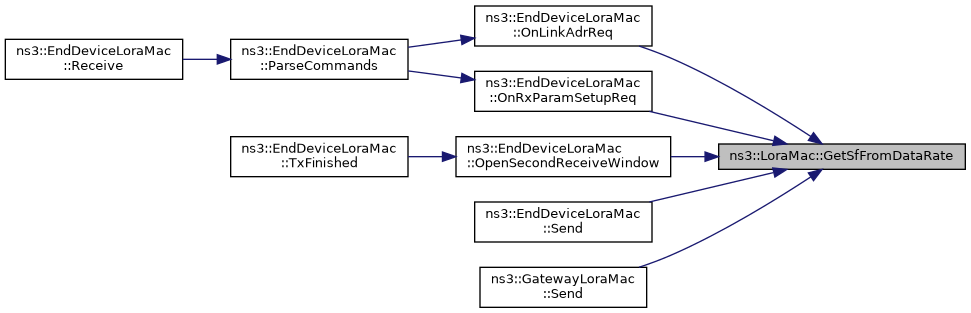 ns3::EndDeviceLoraMac
::OnLinkAdrReq
ns3::EndDeviceLoraMac
::Receive
ns3::EndDeviceLoraMac
::ParseCommands
ns3::EndDeviceLoraMac
::OnRxParamSetupReq
ns3::EndDeviceLoraMac
::TxFinished
ns3::EndDeviceLoraMac
::OpenSecondReceiveWindow
ns3::LoraMac::GetSfFromDataRate
ns3::EndDeviceLoraMac
::Send
ns3::GatewayLoraMac
::Send